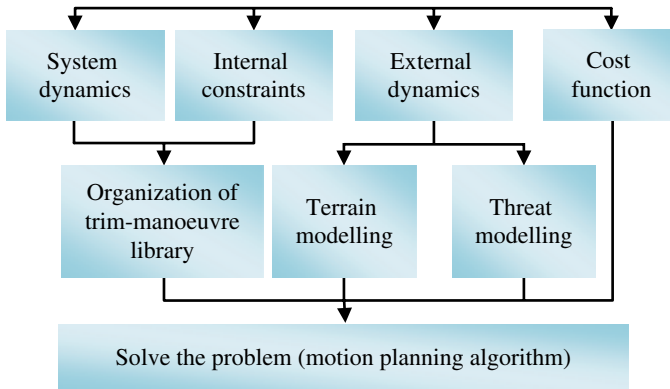 System
dynamics
Internal
constraints
External
dynamics
Cost
function
Organization of
trim-manoeuvre
library
Terrain
modelling
Threat
modelling
Solve the problem (motion planning algorithm)